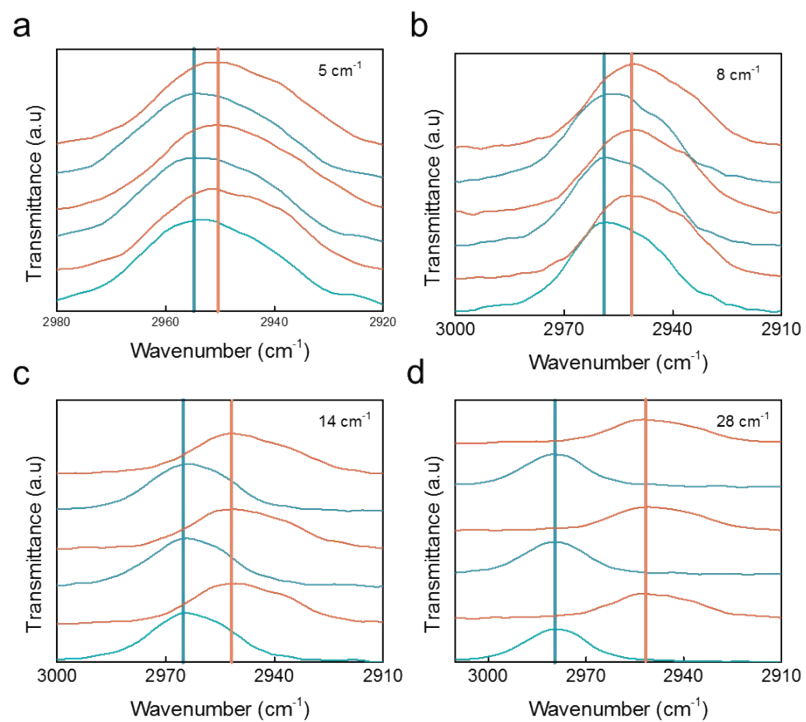 a
5 cm⁻¹
Transmittance (a.u)
2980 2960 2940 2920
Wavenumber (cm⁻¹)
b
8 cm⁻¹
Transmittance (a.u)
3000 2970 2940 2910
Wavenumber (cm⁻¹)
c
14 cm⁻¹
Transmittance (a.u)
3000 2970 2940 2910
Wavenumber (cm⁻¹)
d
28 cm⁻¹
Transmittance (a.u)
3000 2970 2940 2910
Wavenumber (cm⁻¹)